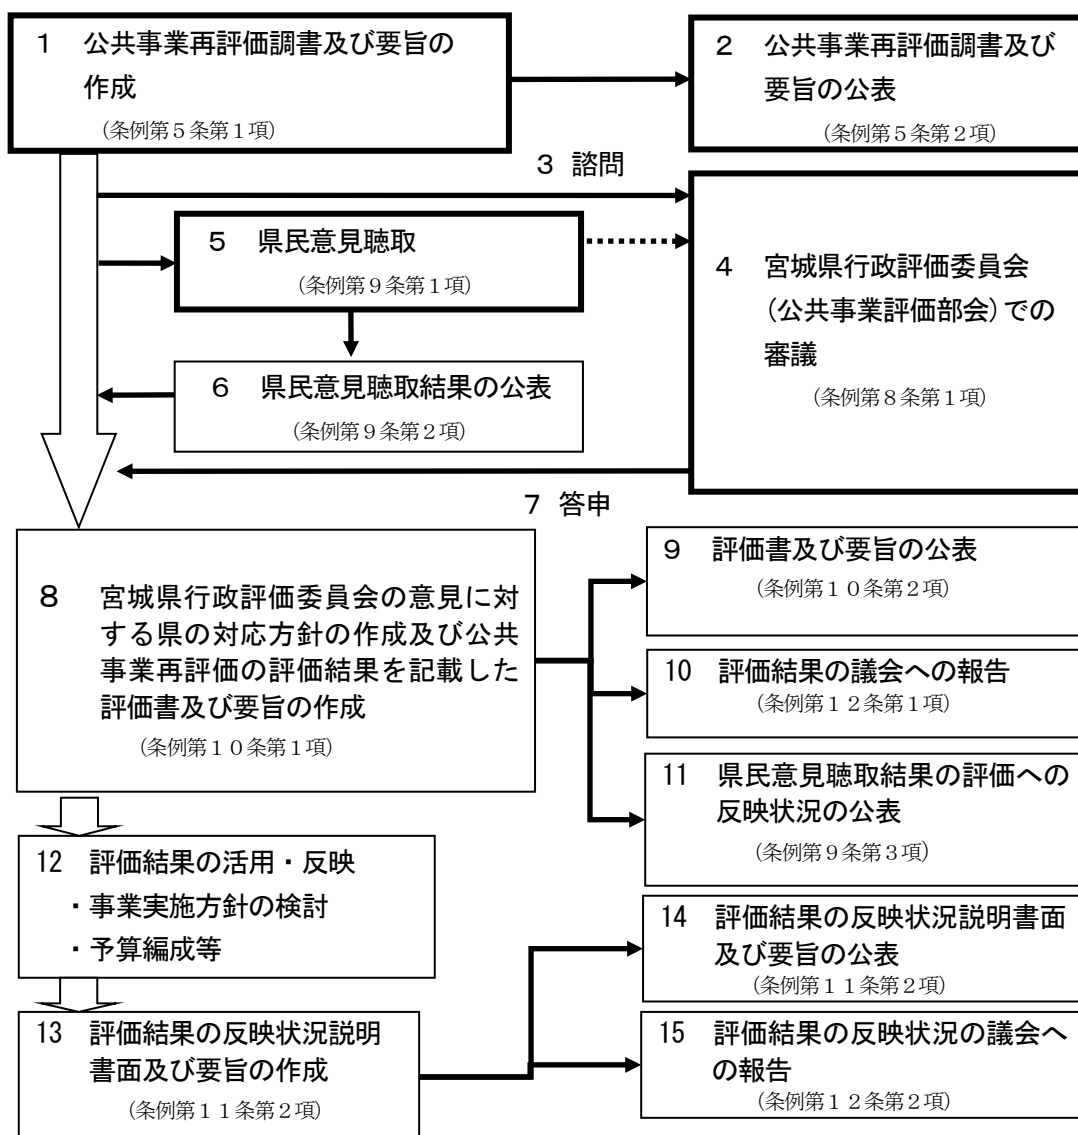 1 公共事業再評価調書及び要旨の
作成
(条例第5条第1項)
2 公共事業再評価調書及び
要旨の公表
(条例第5条第2項)
3 諮問
5 県民意見聴取
(条例第9条第1項)
4 宮城県行政評価委員会
(公共事業評価部会)での
審議
(条例第8条第1項)
6 県民意見聴取結果の公表
(条例第9条第2項)
7 答申
8 宮城県行政評価委員会の意見に対
する県の対応方針の作成及び公共
事業再評価の評価結果を記載した
評価書及び要旨の作成
(条例第10条第1項)
9 評価書及び要旨の公表
(条例第10条第2項)
10 評価結果の議会への報告
(条例第12条第1項)
11 県民意見聴取結果の評価への
反映状況の公表
(条例第9条第3項)
12 評価結果の活用・反映
・事業実施方針の検討
・予算編成等
14 評価結果の反映状況説明書面
及び要旨の公表
(条例第11条第2項)
13 評価結果の反映状況説明
書面及び要旨の作成
(条例第11条第2項)
15 評価結果の反映状況の議会へ
の報告
(条例第12条第2項)